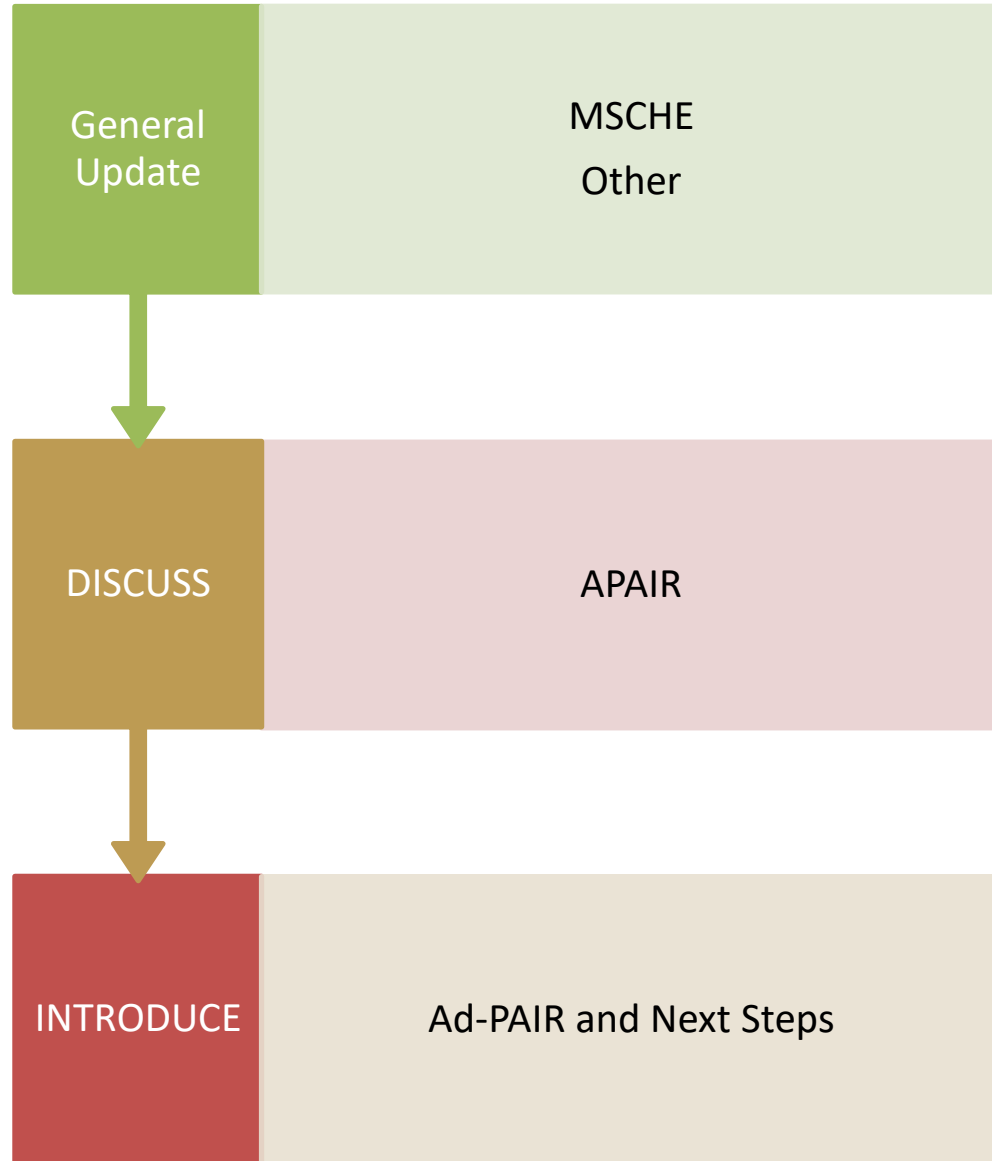 General
Update
MSCHE
Other
DISCUSS
APAIR
INTRODUCE
Ad-PAIR and Next Steps